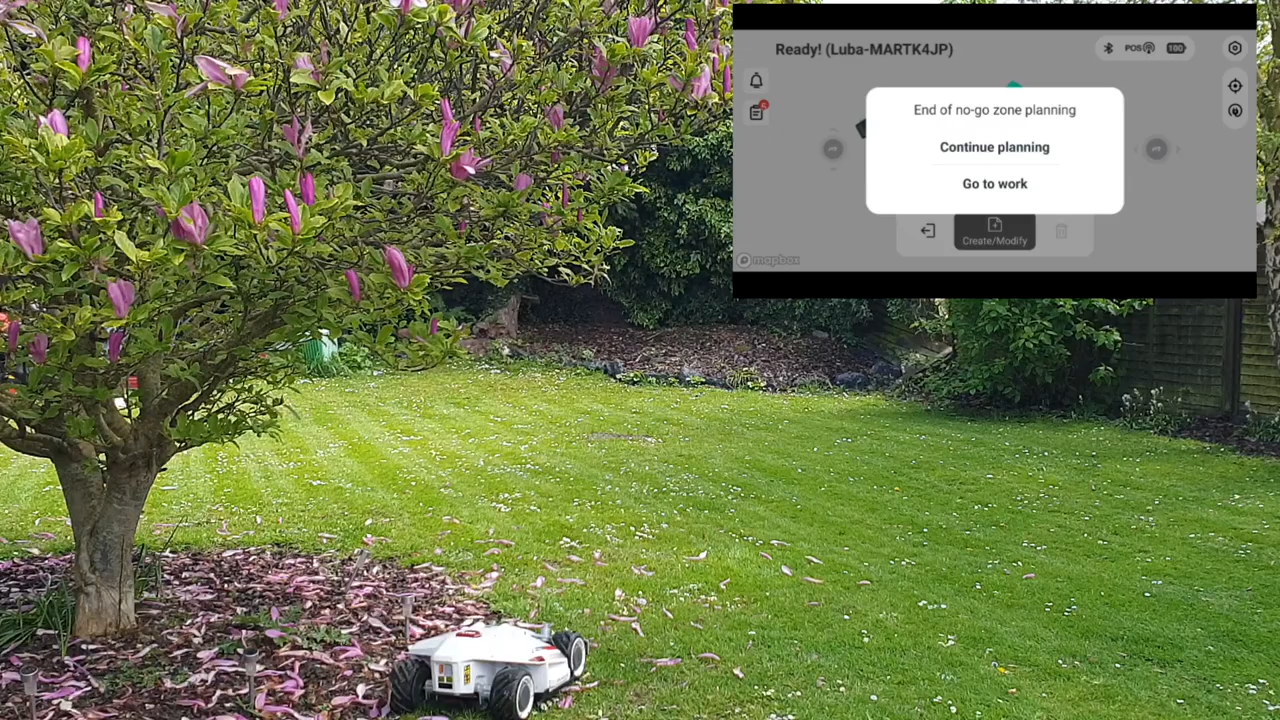 Ready! (Luba-MARTK4JP)
POS
100
End of no-go zone planning
Continue planning
Go to work
Create/Modify
mapbox